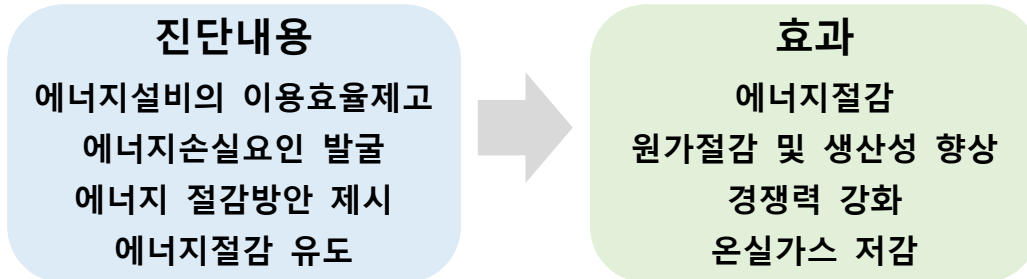 진단내용
에너지설비의 이용효율제고
에너지손실요인 발굴
에너지 절감방안 제시
에너지절감 유도
효과
에너지절감
원가절감 및 생산성 향상
경쟁력 강화
온실가스 저감